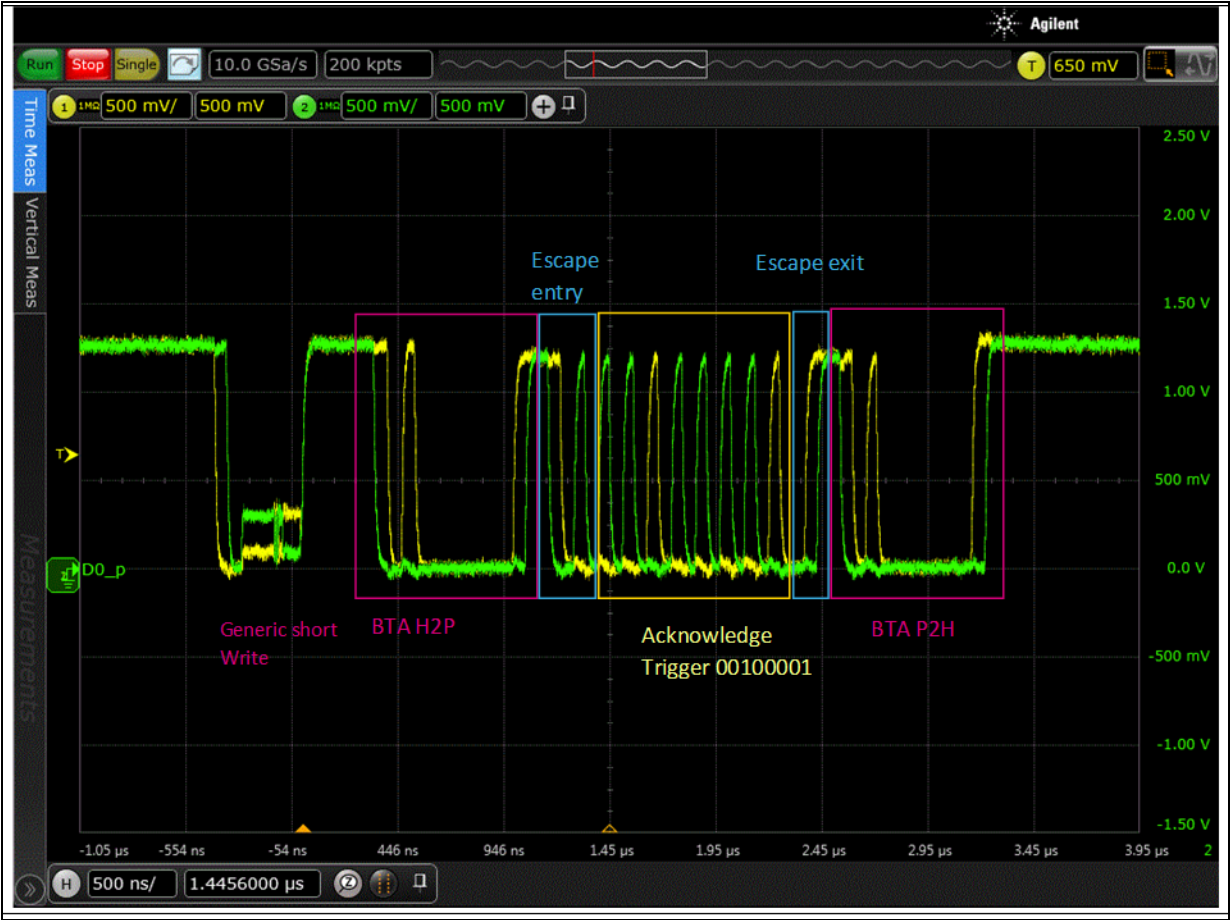 Agilent
Run Stop Single 10.0 GSa/s 200 kpts T 650 mV
1 1MΩ 500 mV/ 500 mV 2 1MΩ 500 mV/ 500 mV
Time Meas
Vertical Meas
Measurements
2.50 V
2.00 V
1.50 V
1.00 V
500 mV
0.0 V
-500 mV
-1.00 V
-1.50 V
Escape
entry
Escape exit
T
D0_p
Generic short
Write
BTA H2P
Acknowledge
Trigger 00100001
BTA P2H
-1.05 µs -554 ns -54 ns 446 ns 946 ns 1.45 µs 1.95 µs 2.45 µs 2.95 µs 3.45 µs 3.95 µs 2
H 500 ns/ 1.4456000 µs Z